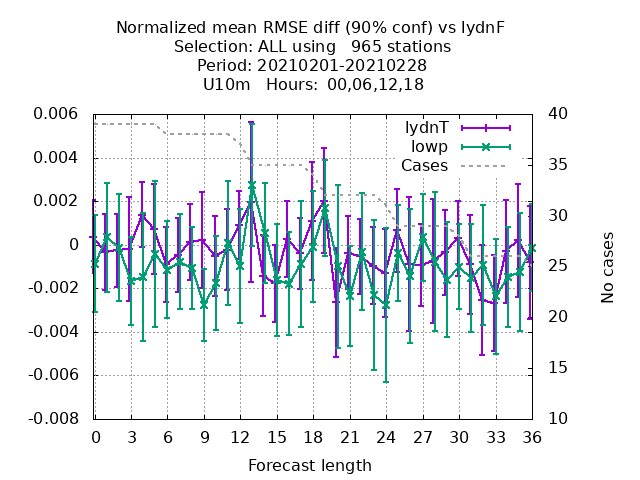 Normalized mean RMSE diff (90% conf) vs IydnF
Selection: ALL using   965 stations
Period: 20210201-20210228
U10m   Hours: 00,06,12,18
IydnT
Iowp
Cases
0.006
0.004
0.002
0
-0.002
-0.004
-0.006
-0.008
40
35
30
25
20
15
10
No cases
0 3 6 9 12 15 18 21 24 27 30 33 36
Forecast length